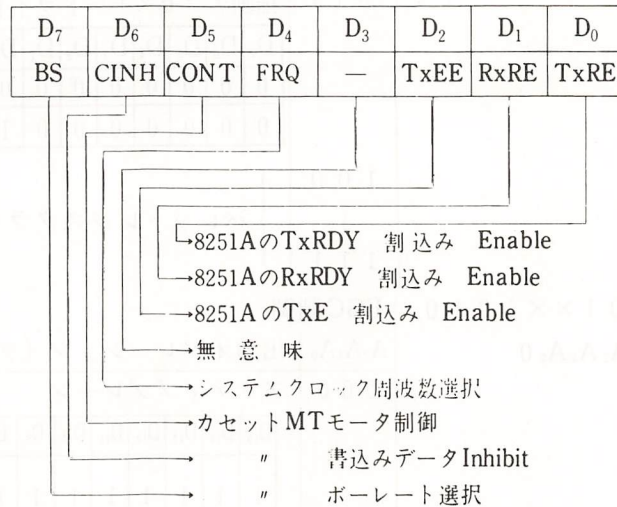 D7 D6 D5 D4 D3 D2 D1 D0
BS CINH CONT FRQ — TxEE RxRE TxRE
8251AのTxRDY 割込み Enable
8251AのRxRDY 割込み Enable
8251AのTxE 割込み Enable
無意味
システムクロック周波数選択
カセットMTモータ制御
〃 書込みデータInhibit
〃 ボーレート選択